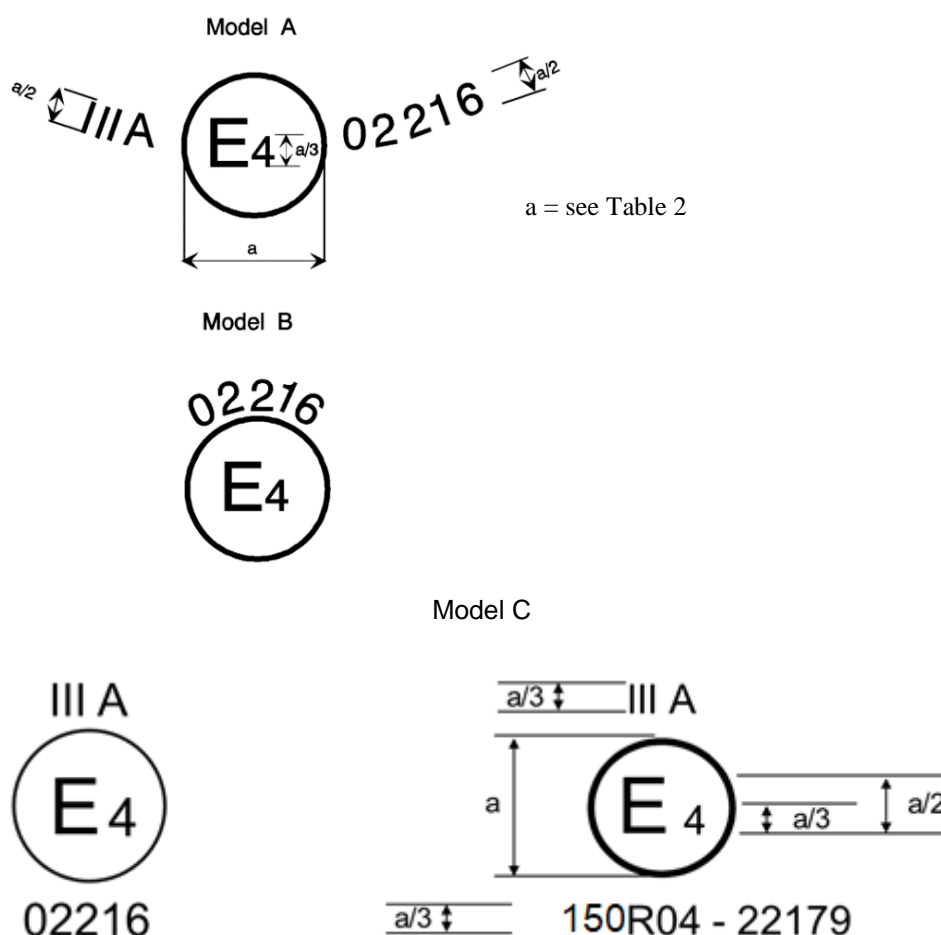 Model A
a/2
IIIA
E4
a/3
02216
a/2
a = see Table 2
a
Model B
02216
E4
Model C
III A
E4
02216
a/3
III A
a
E 4
a/3
a/2
a/3
150R04 - 22179